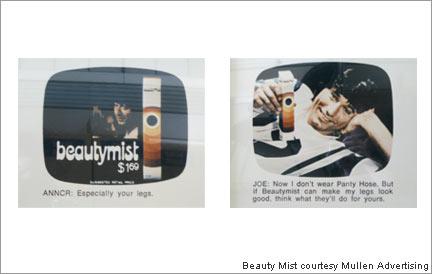 beautymist
$1.69
SUGGESTED RETAIL PRICE
ANNCR: Especially your legs.
JOE: Now I don't wear Panty Hose. But
if Beautymist can make my legs look
good, think what they'll do for yours.
Beauty Mist courtesy Mullen Advertising